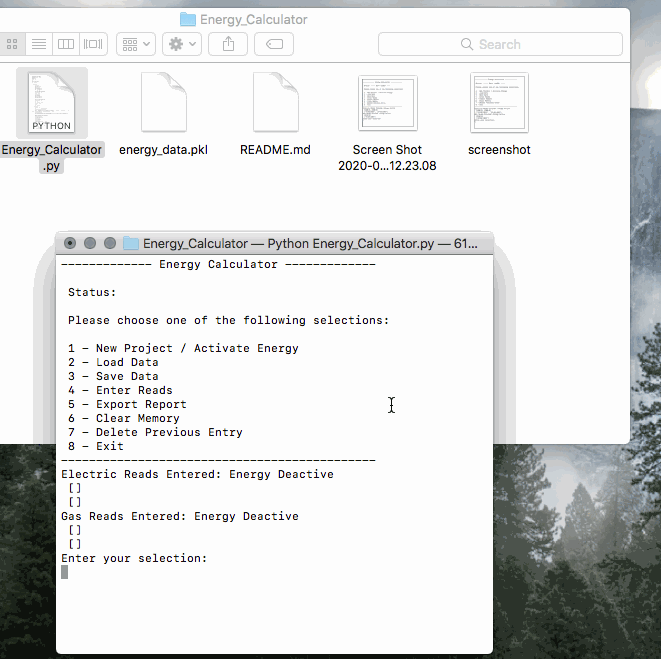 Energy_Calculator
Search
PYTHON
Energy_Calculator
.py
energy_data.pkl
README.md
Screen Shot
2020-0...12.23.08
screenshot
Energy_Calculator — Python Energy_Calculator.py — 61...
------------- Energy Calculator -------------
Status:
Please choose one of the following selections:
1 - New Project / Activate Energy
2 - Load Data
3 - Save Data
4 - Enter Reads
5 - Export Report
6 - Clear Memory
7 - Delete Previous Entry
8 - Exit
---------------------------------------------
Electric Reads Entered: Energy Deactive
[]
[]
Gas Reads Entered: Energy Deactive
[]
[]
Enter your selection: